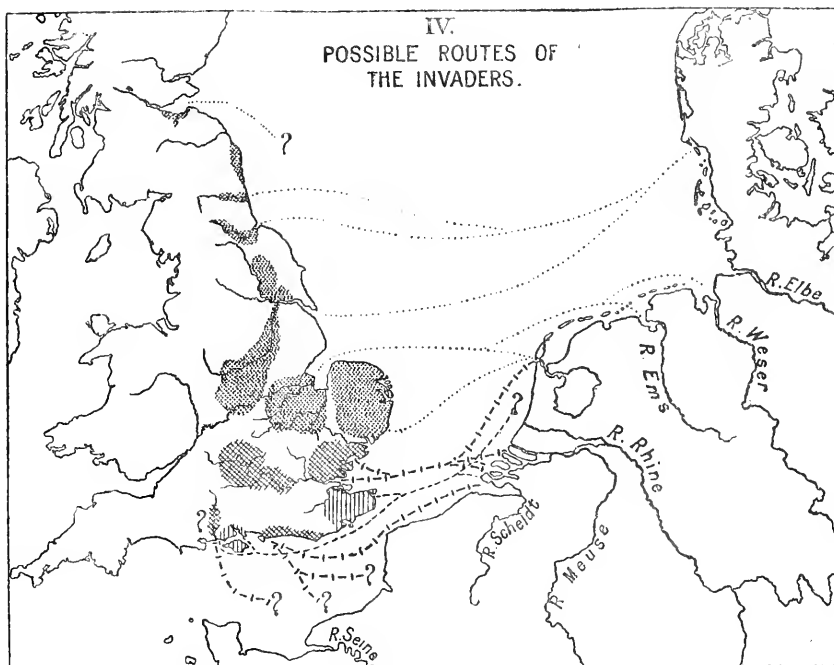 IV.
POSSIBLE ROUTES OF
THE INVADERS.
?
R. Elbe
R. Weser
R. Ems
?
R. Rhine
?
R. Scheldt
R. Meuse
?
?
?
R. Seine